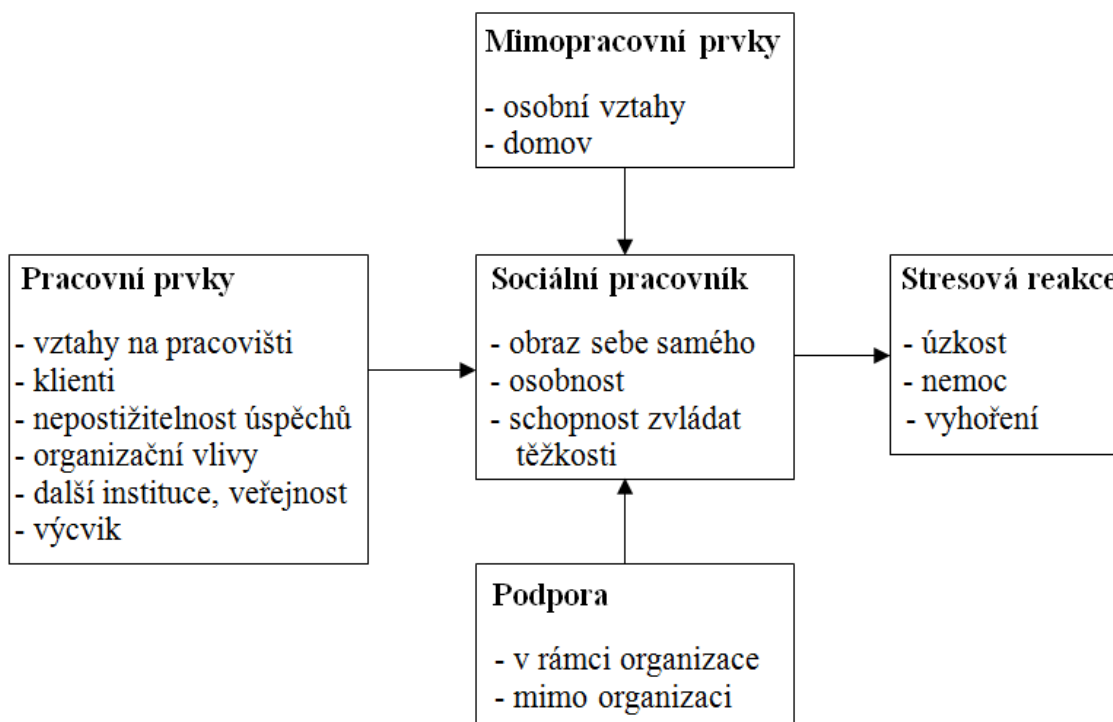 Mimopracovní prvky
- osobní vztahy
- domov
Pracovní prvky
- vztahy na pracovišti
- klienti
- nepostižitelnost úspěchů
- organizační vlivy
- další instituce, veřejnost
- výcvik
Sociální pracovník
- obraz sebe samého
- osobnost
- schopnost zvládat
těžkosti
Stresová reakce
- úzkost
- nemoc
- vyhoření
Podpora
- v rámci organizace
- mimo organizaci